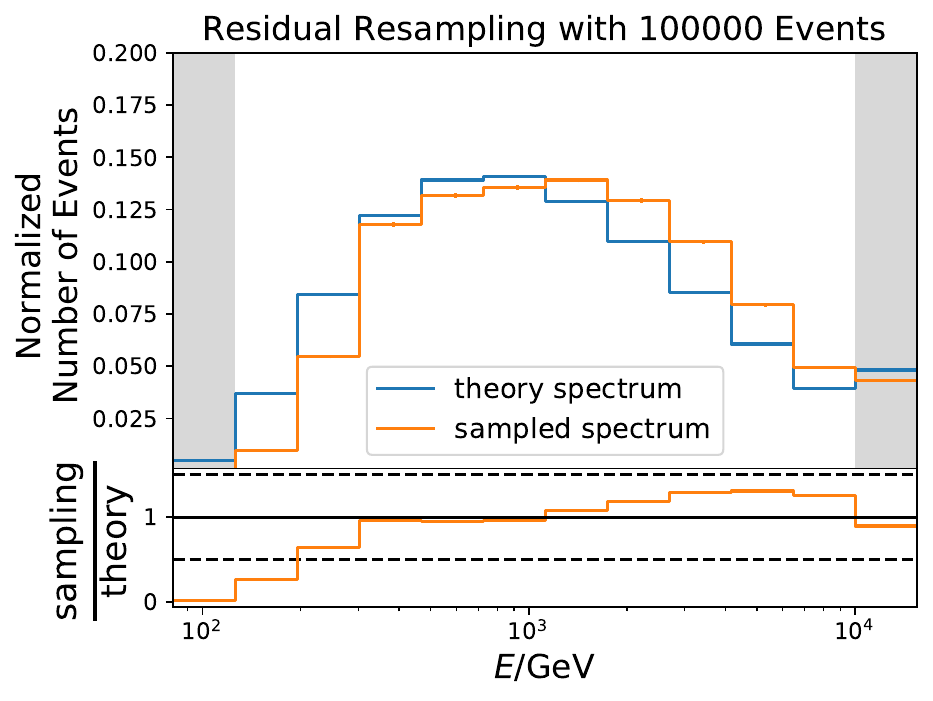 Residual Resampling with 100000 Events
Normalized
Number of Events
0.200
0.175
0.150
0.125
0.100
0.075
0.050
0.025
theory spectrum
sampled spectrum
sampling
theory
1
0
10²
10³
10⁴
E/GeV